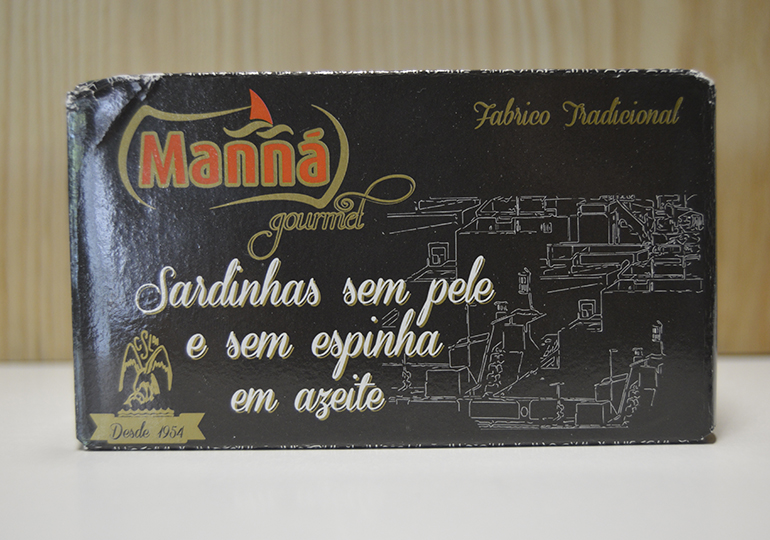 Manná
gourmet
Fabrico Tradicional
Sardinhas sem pele
e sem espinha
em azeite
Desde 1954